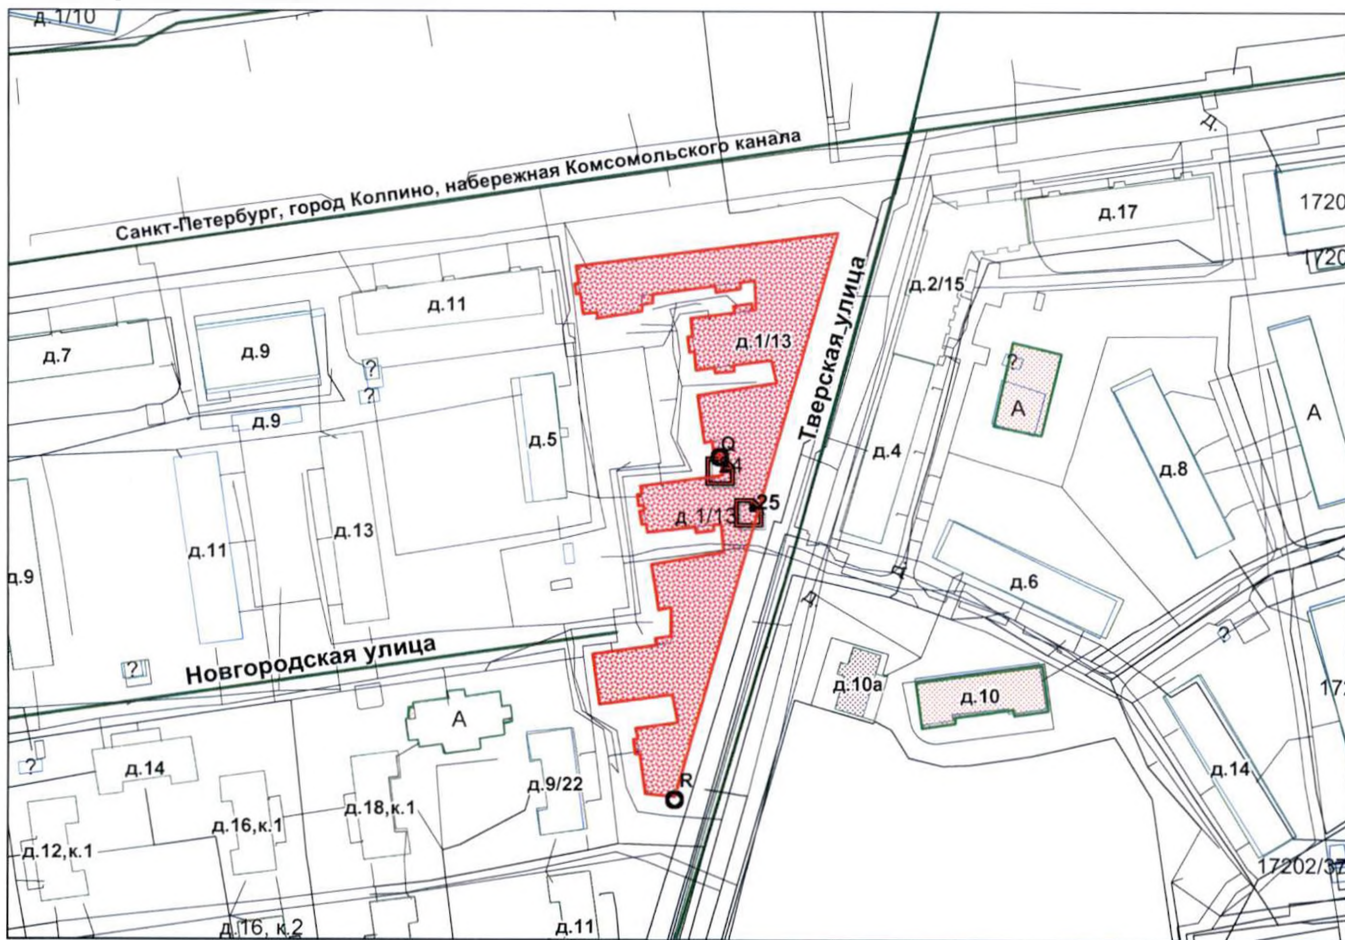 д.1/10
Санкт-Петербург, город Колпино, набережная Комсомольского канала
д.
д.17
1720
1720
д.2/15
Тверская улица
д.11
д.1/13
д.7
д.9
?
?
А
?
А
д.9
д.5
Q
д.4
д.8
25
д.1/13
д.13
д.11
д.9
д.
д.6
д.
?
Новгородская улица
?
д.10а
д.10
172
А
R
?
д.14
д.9/22
д.14
д.18,к.1
д.16,к.1
д.12,к.1
17202/37
д.16, к.2
д.11